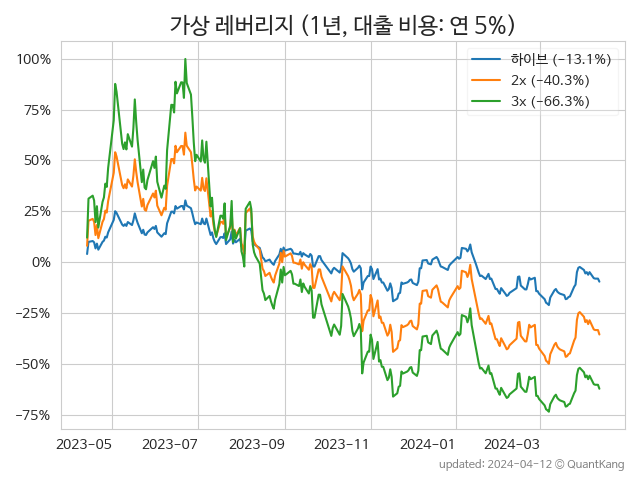 가상 레버리지 (1년, 대출 비용: 연 5%)
하이브 (−13.1%)
2x (−40.3%)
3x (−66.3%)
100%
75%
50%
25%
0%
−25%
−50%
−75%
2023-05 2023-07 2023-09 2023-11 2024-01 2024-03
updated: 2024-04-12 © QuantKang